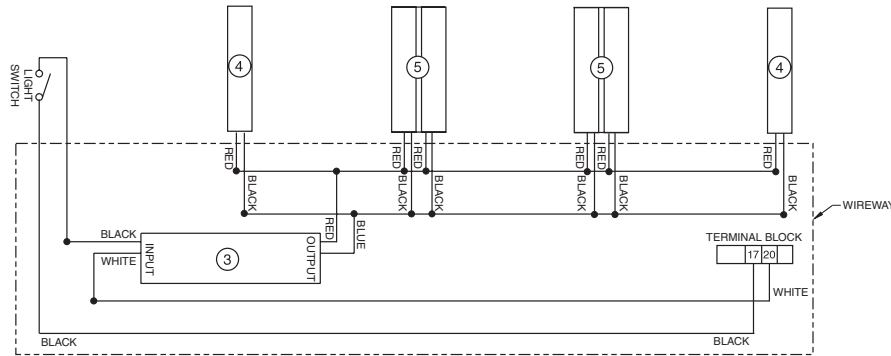 4
5
5
4
LIGHT
SWITCH
RED
BLACK
RED
BLACK
RED
BLACK
RED
BLACK
RED
BLACK
RED
BLACK
WIREWAY
RED
BLUE
BLACK
WHITE
INPUT
3
OUTPUT
TERMINAL BLOCK
17 20
WHITE
BLACK
BLACK